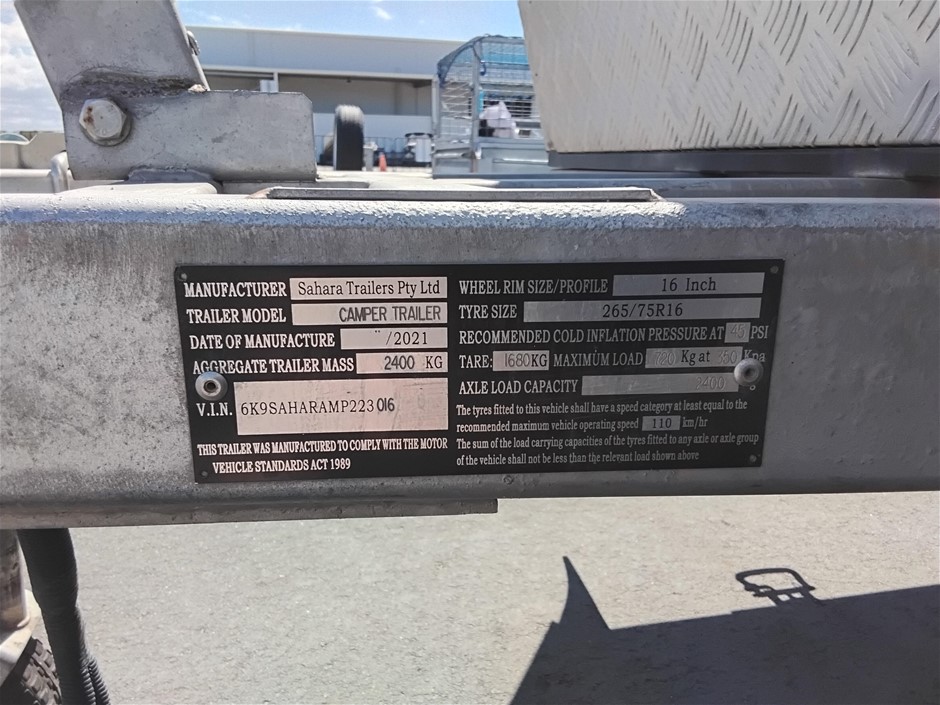 MANUFACTURER Sahara Trailers Pty Ltd
TRAILER MODEL CAMPER TRAILER
DATE OF MANUFACTURE /2021
AGGREGATE TRAILER MASS 2400 KG
V.I.N. 6K9SAHARAMP223016
THIS TRAILER WAS MANUFACTURED TO COMPLY WITH THE MOTOR
VEHICLE STANDARDS ACT 1989
WHEEL RIM SIZE/PROFILE 16 Inch
TYRE SIZE 265/75R16
RECOMMENDED COLD INFLATION PRESSURE AT 45 PSI
TARE: 1680KG MAXIMUM LOAD 720 Kg at 350 Kpa
AXLE LOAD CAPACITY 2400
The tyres fitted to this vehicle shall have a speed category at least equal to the
recommended maximum vehicle operating speed 110 km/hr
The sum of the load carrying capacities of the tyres fitted to any axle or axle group
of the vehicle shall not be less than the relevant load shown above